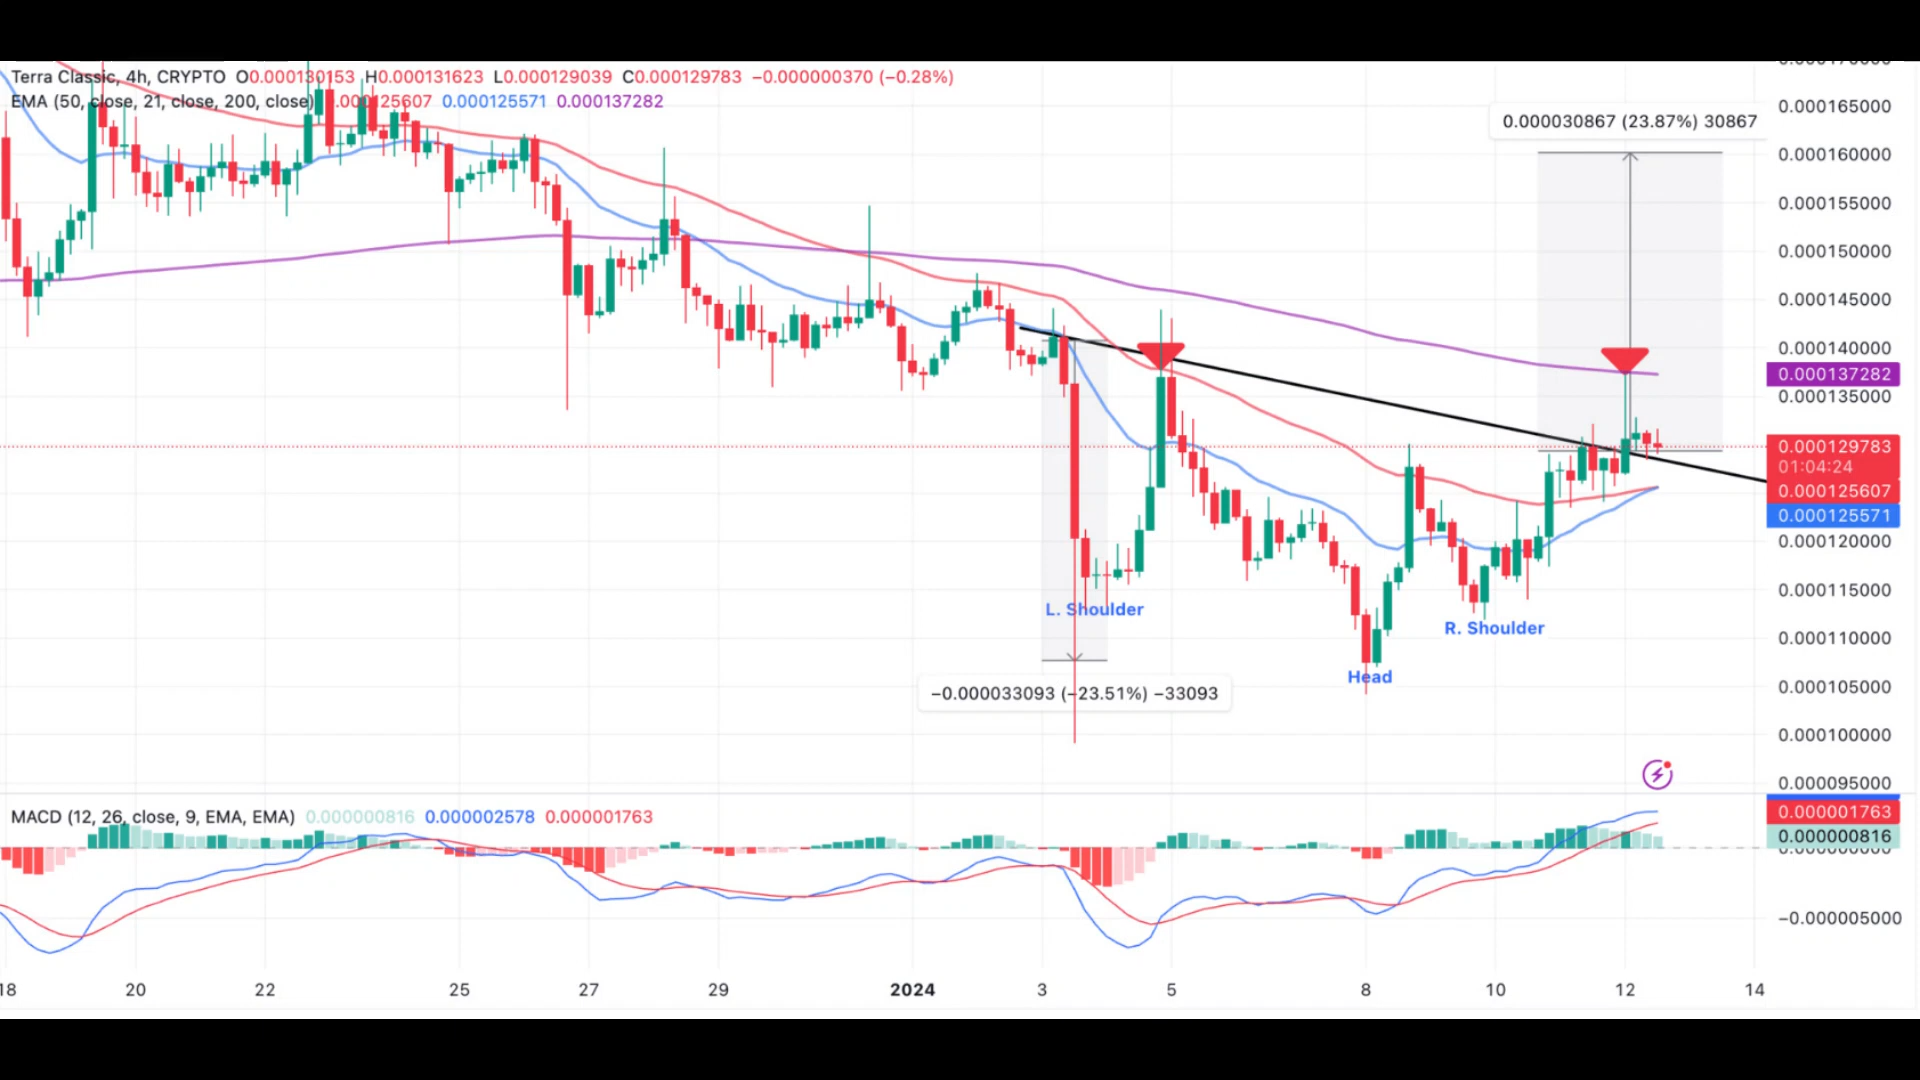 Terra Classic, 4h, CRYPTO O0.000130153 H0.000131623 L0.000129039 C0.000129783 −0.000000370 (−0.28%)
EMA (50, close, 21, close, 200, close) 0.000125607 0.000125571 0.000137282
0.000165000
0.000030867 (23.87%) 30867
0.000160000
0.000155000
0.000150000
0.000145000
0.000140000
0.000137282
0.000135000
0.000129783
01:04:24
0.000125607
0.000125571
0.000120000
0.000115000
L. Shoulder
R. Shoulder
0.000110000
Head
0.000105000
−0.000033093 (−23.51%) −33093
0.000100000
0.000095000
MACD (12, 26, close, 9, EMA, EMA) 0.000000816 0.000002578 0.000001763
0.000001763
0.000000816
−0.000005000
18 20 22 25 27 29 2024 3 5 8 10 12 14